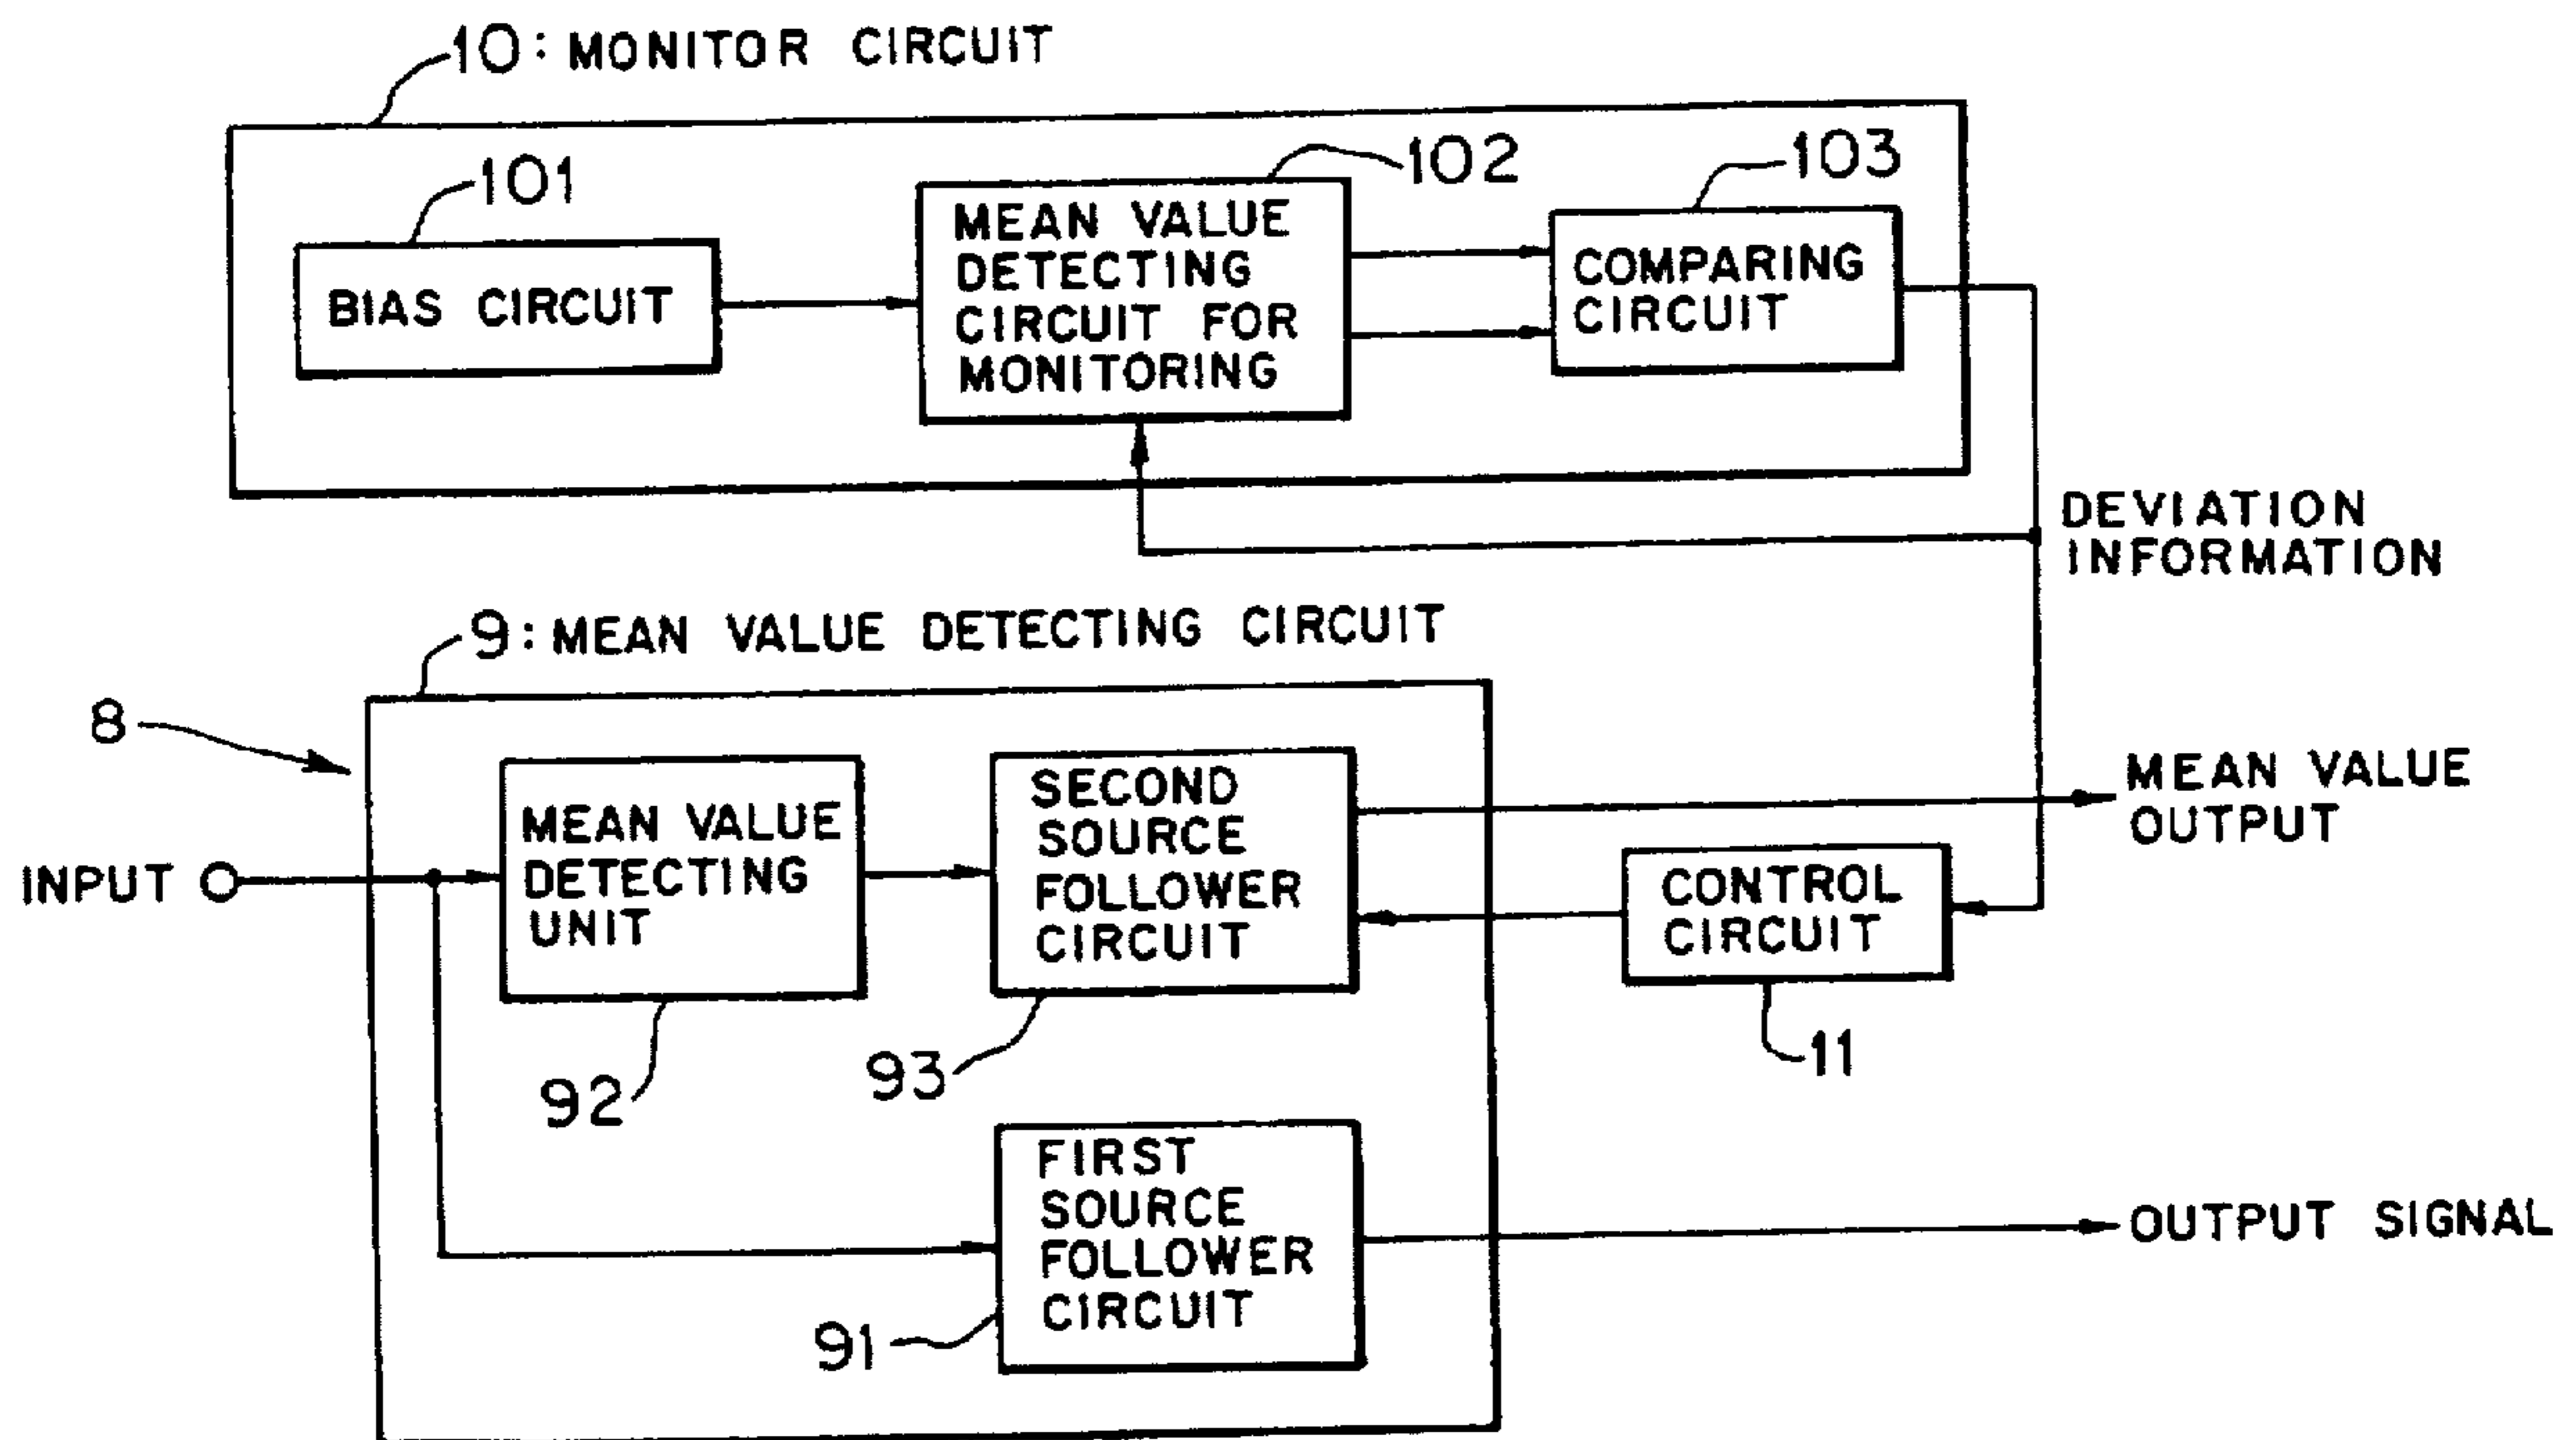 10: MONITOR CIRCUIT
101
102
103
BIAS CIRCUIT
MEAN VALUE
DETECTING
CIRCUIT FOR
MONITORING
COMPARING
CIRCUIT
DEVIATION
INFORMATION
9: MEAN VALUE DETECTING CIRCUIT
8
INPUT
MEAN VALUE
DETECTING
UNIT
92
SECOND
SOURCE
FOLLOWER
CIRCUIT
93
MEAN VALUE
OUTPUT
CONTROL
CIRCUIT
11
FIRST
SOURCE
FOLLOWER
CIRCUIT
91
OUTPUT SIGNAL